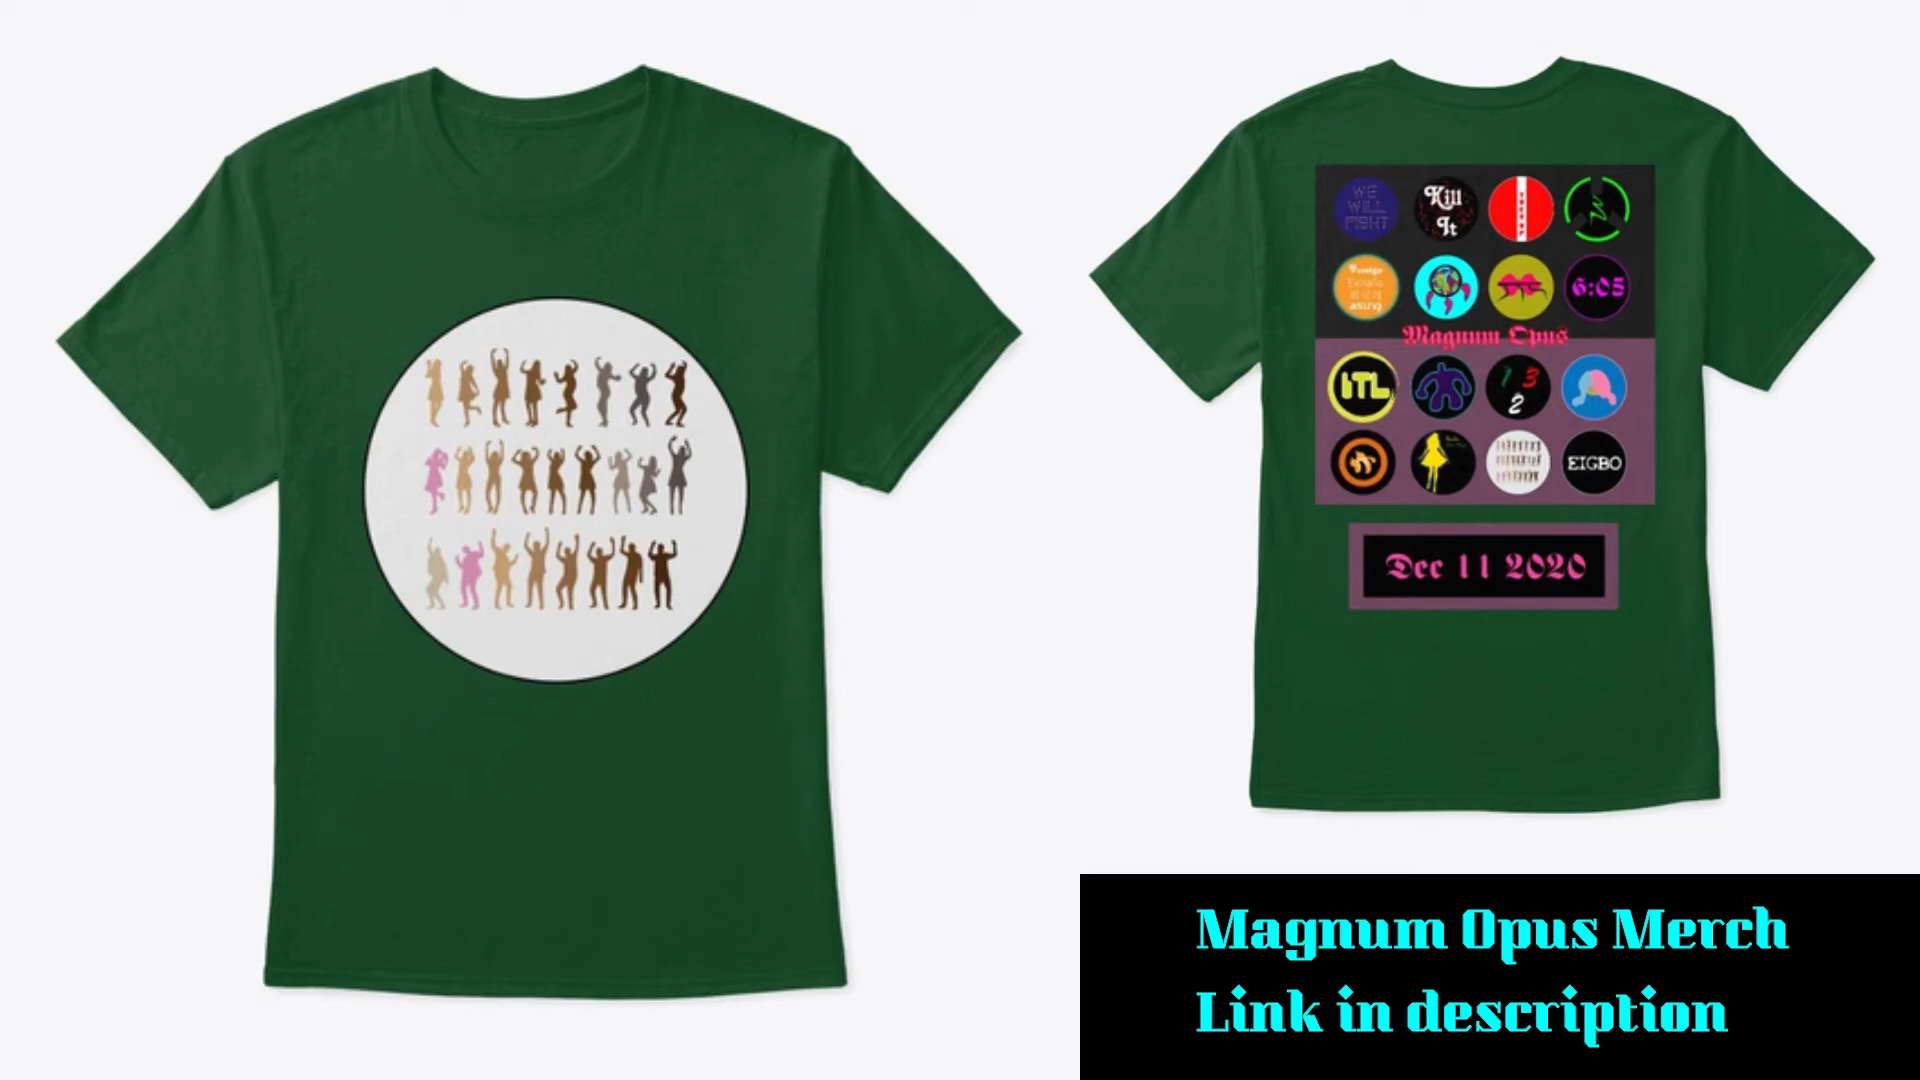 WE
WILL
FIGHT
Kill
It
6:05
Magnum Opus
1 3
2
EIGBO
Dec 11 2020
Magnum Opus Merch
Link in description